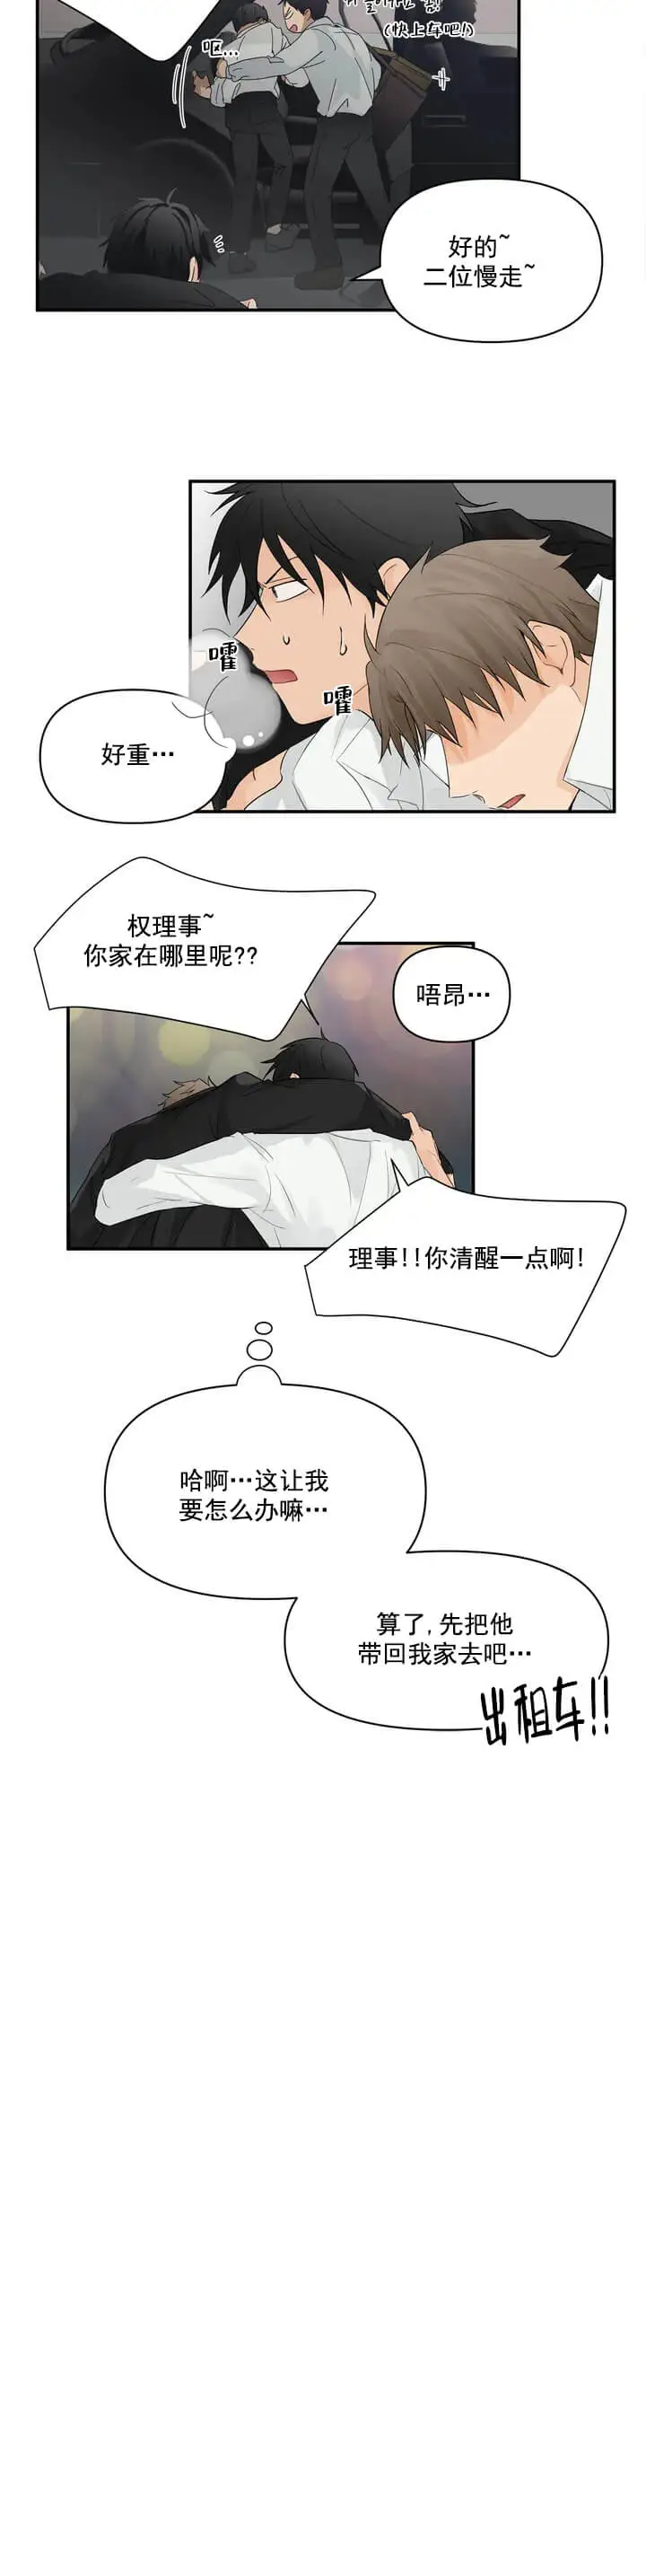 (快上车吧!)
呕…
好的~
二位慢走~
嚯
嚯
好重…
权理事~
你家在哪里呢??
唔昂…
理事!!你清醒一点啊!
哈啊…这让我
要怎么办嘛…
算了,先把他
带回我家去吧…
出租车!!